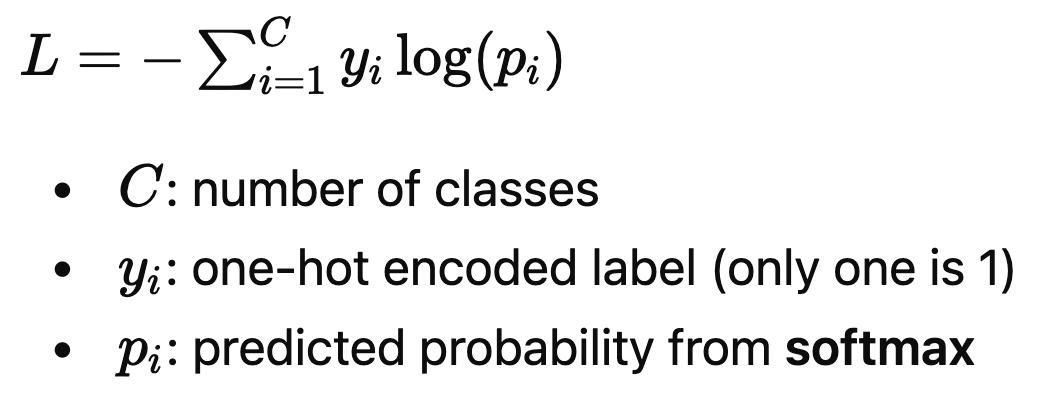 L = − ∑_{i=1}^{C} y_i log(p_i)
• C: number of classes
• y_i: one-hot encoded label (only one is 1)
• p_i: predicted probability from softmax